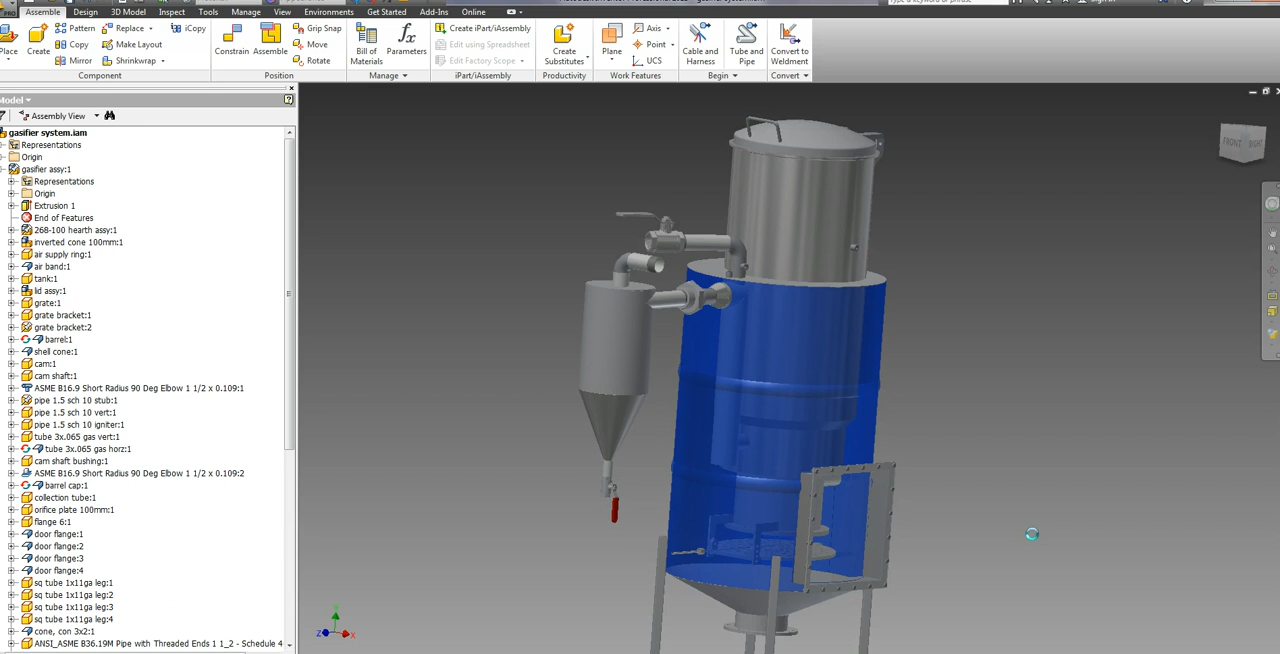 Type a keyword or phrase
Assemble Design 3D Model Inspect Tools Manage View Environments Get Started Add-Ins Online
Place Create Pattern Copy Mirror Replace Make Layout Shrinkwrap iCopy
Component
Constrain Assemble Grip Snap Move Rotate
Position
Bill of Materials Parameters
Manage
Create iPart/iAssembly
Edit using Spreadsheet
Edit Factory Scope
iPart/iAssembly
Create Substitutes
Productivity
Plane Axis Point UCS
Work Features
Cable and Harness Tube and Pipe
Begin
Convert to Weldment
Convert
Model
Assembly View
gasifier system.iam
Representations
Origin
gasifier assy:1
Representations
Origin
Extrusion 1
End of Features
268-100 hearth assy:1
inverted cone 100mm:1
air supply ring:1
air band:1
tank:1
lid assy:1
grate:1
grate bracket:1
grate bracket:2
barrel:1
shell cone:1
cam:1
cam shaft:1
ASME B16.9 Short Radius 90 Deg Elbow 1 1/2 x 0.109:1
pipe 1.5 sch 10 stub:1
pipe 1.5 sch 10 vert:1
pipe 1.5 sch 10 igniter:1
tube 3x.065 gas vert:1
tube 3x.065 gas horz:1
cam shaft bushing:1
ASME B16.9 Short Radius 90 Deg Elbow 1 1/2 x 0.109:2
barrel cap:1
collection tube:1
orifice plate 100mm:1
flange 6:1
door flange:1
door flange:2
door flange:3
door flange:4
sq tube 1x11ga leg:1
sq tube 1x11ga leg:2
sq tube 1x11ga leg:3
sq tube 1x11ga leg:4
cone, con 3x2:1
ANSI_ASME B36.19M Pipe with Threaded Ends 1 1_2 - Schedule 4
FRONT RIGHT
Y
Z X